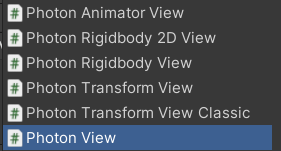 Photon Animator View
Photon Rigidbody 2D View
Photon Rigidbody View
Photon Transform View
Photon Transform View Classic
Photon View